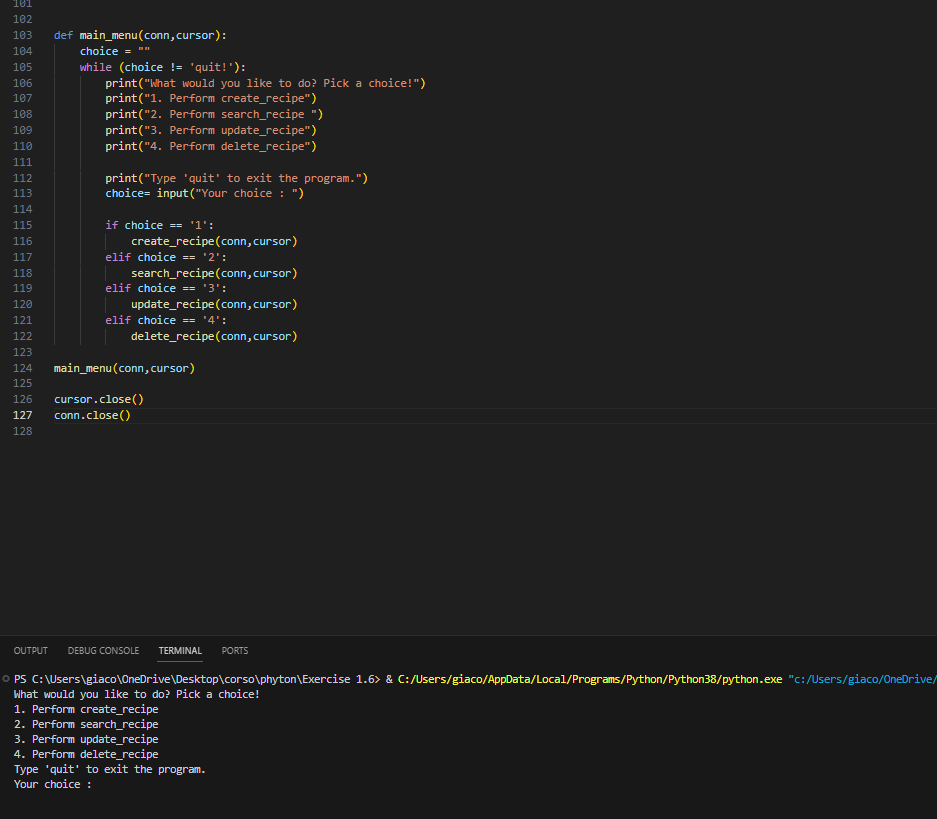 101
102
103 def main_menu(conn,cursor):
104 choice = ""
105 while (choice != 'quit!'):
106 print("What would you like to do? Pick a choice!")
107 print("1. Perform create_recipe")
108 print("2. Perform search_recipe ")
109 print("3. Perform update_recipe")
110 print("4. Perform delete_recipe")
111
112 print("Type 'quit' to exit the program.")
113 choice= input("Your choice : ")
114
115 if choice == '1':
116 create_recipe(conn,cursor)
117 elif choice == '2':
118 search_recipe(conn,cursor)
119 elif choice == '3':
120 update_recipe(conn,cursor)
121 elif choice == '4':
122 delete_recipe(conn,cursor)
123
124 main_menu(conn,cursor)
125
126 cursor.close()
127 conn.close()
128
OUTPUT DEBUG CONSOLE TERMINAL PORTS
PS C:\Users\giaco\OneDrive\Desktop\corso\phyton\Exercise 1.6> & C:/Users/giaco/AppData/Local/Programs/Python/Python38/python.exe "c:/Users/giaco/OneDrive/
What would you like to do? Pick a choice!
1. Perform create_recipe
2. Perform search_recipe
3. Perform update_recipe
4. Perform delete_recipe
Type 'quit' to exit the program.
Your choice :